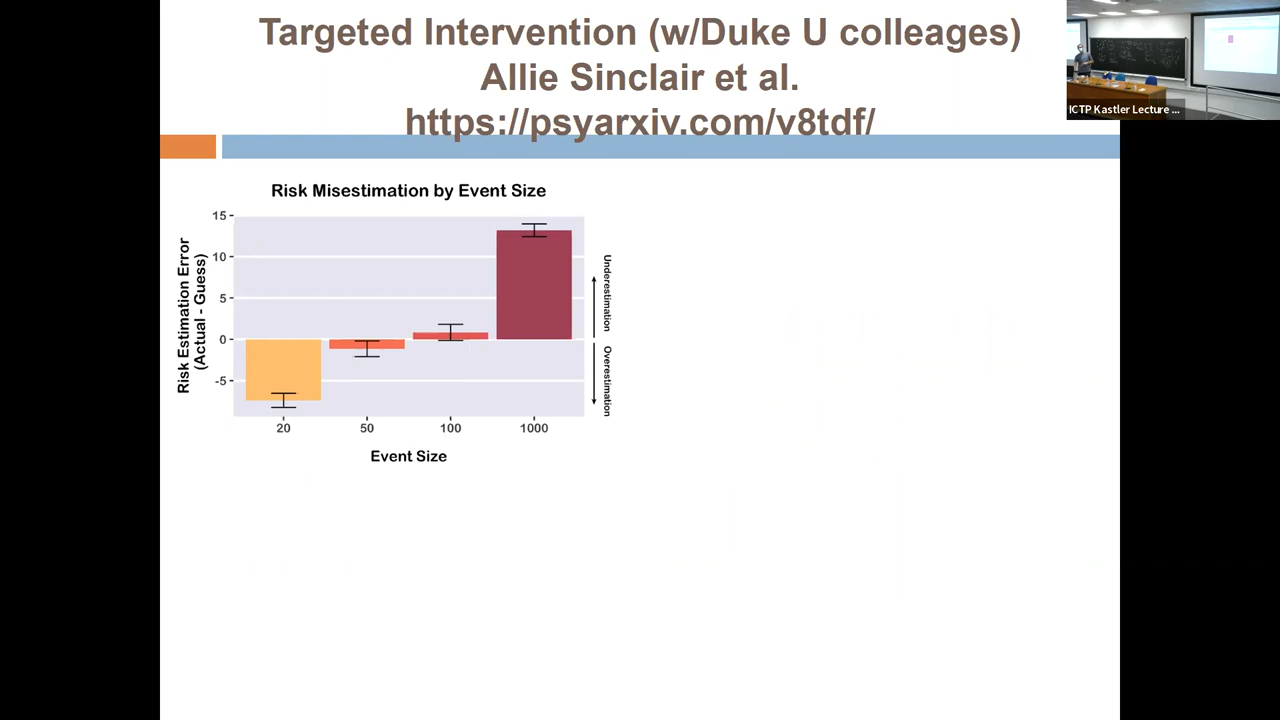 Targeted Intervention (w/Duke U colleages)
Allie Sinclair et al.
https://psyarxiv.com/v8tdf/
ICTP Kastler Lecture ...
Risk Misestimation by Event Size
Risk Estimation Error
(Actual - Guess)
15
10
5
0
-5
Underestimation
Overestimation
20 50 100 1000
Event Size